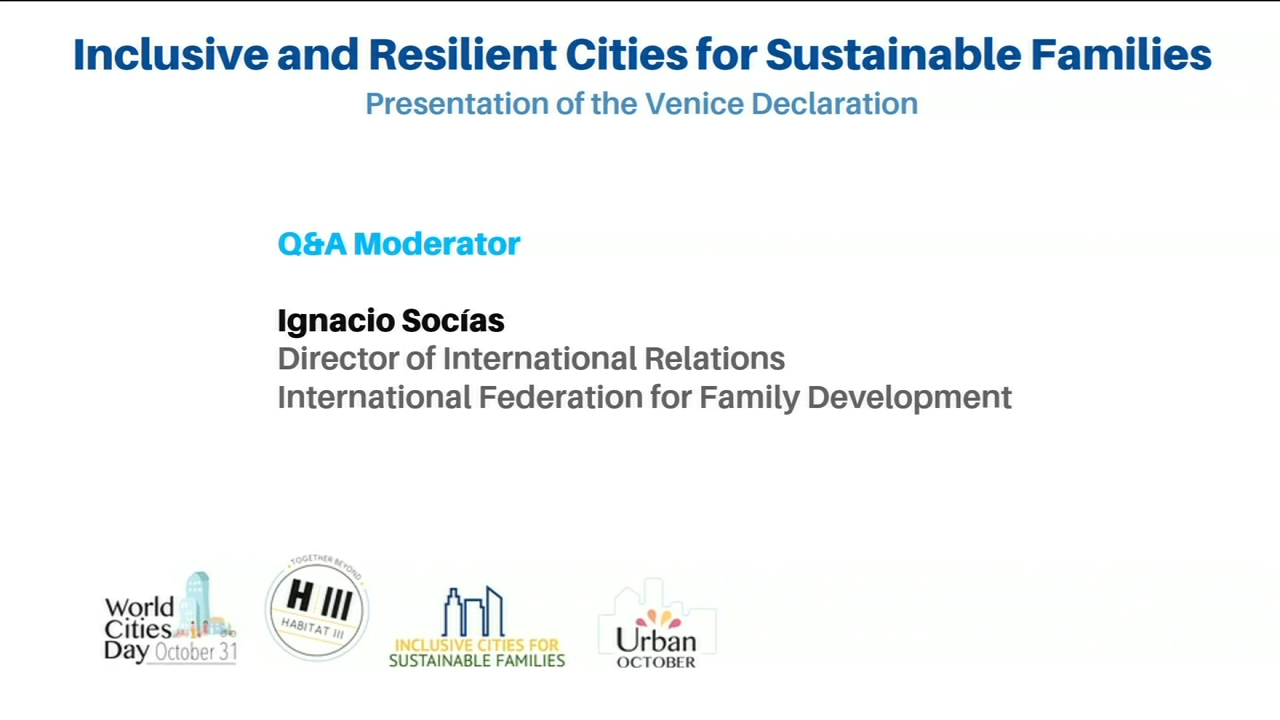 Inclusive and Resilient Cities for Sustainable Families
Presentation of the Venice Declaration
Q&A Moderator
Ignacio Socías
Director of International Relations
International Federation for Family Development
World
Cities
Day October 31
TOGETHER BEYOND
H III
HABITAT III
INCLUSIVE CITIES FOR
SUSTAINABLE FAMILIES
Urban
OCTOBER